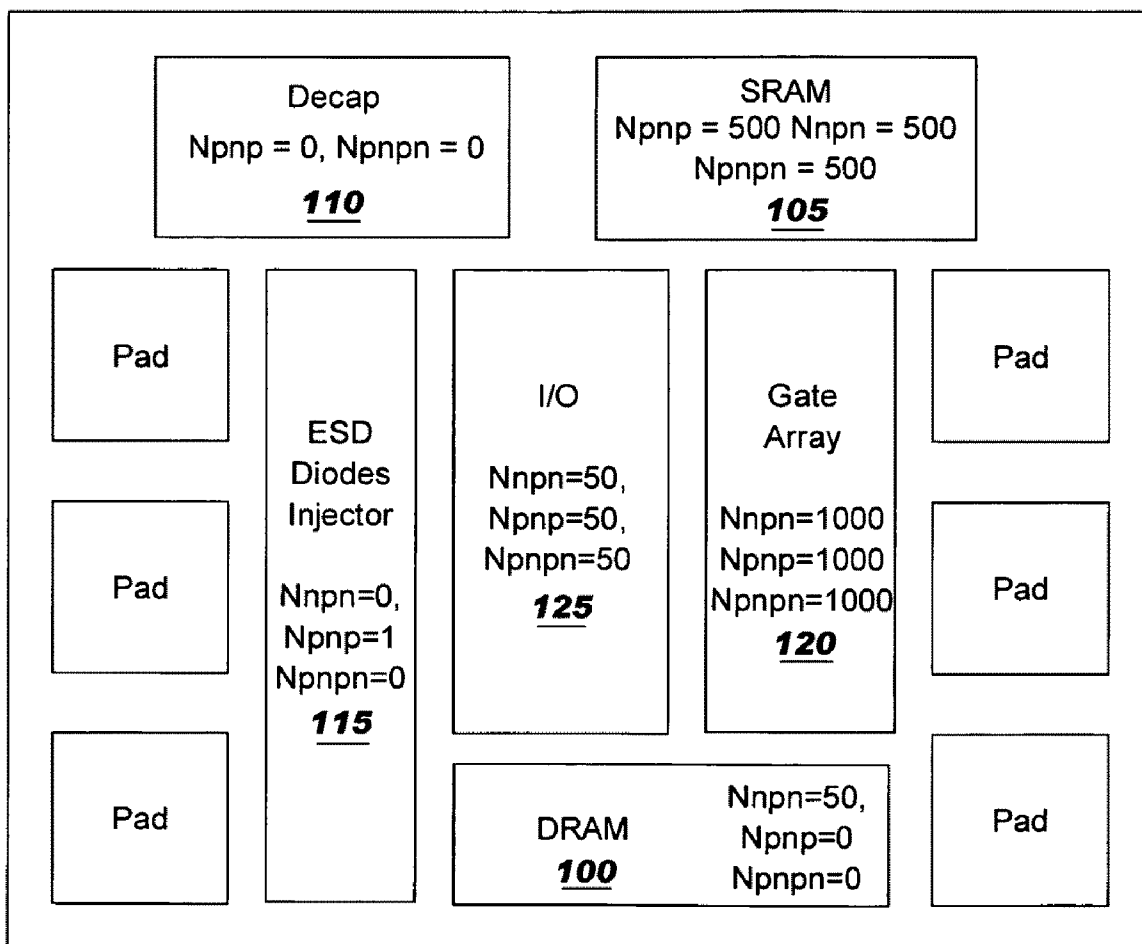 Decap
Npnp = 0, Npnpn = 0
110
SRAM
Npnp = 500 Nnpn = 500
Npnpn = 500
105
Pad
Pad
Pad
ESD
Diodes
Injector
Nnpn=0,
Npnp=1
Npnpn=0
115
I/O
Nnpn=50,
Npnp=50,
Npnpn=50
125
Gate
Array
Nnpn=1000
Npnp=1000
Npnpn=1000
120
Pad
Pad
Pad
DRAM
100
Nnpn=50,
Npnp=0
Npnpn=0